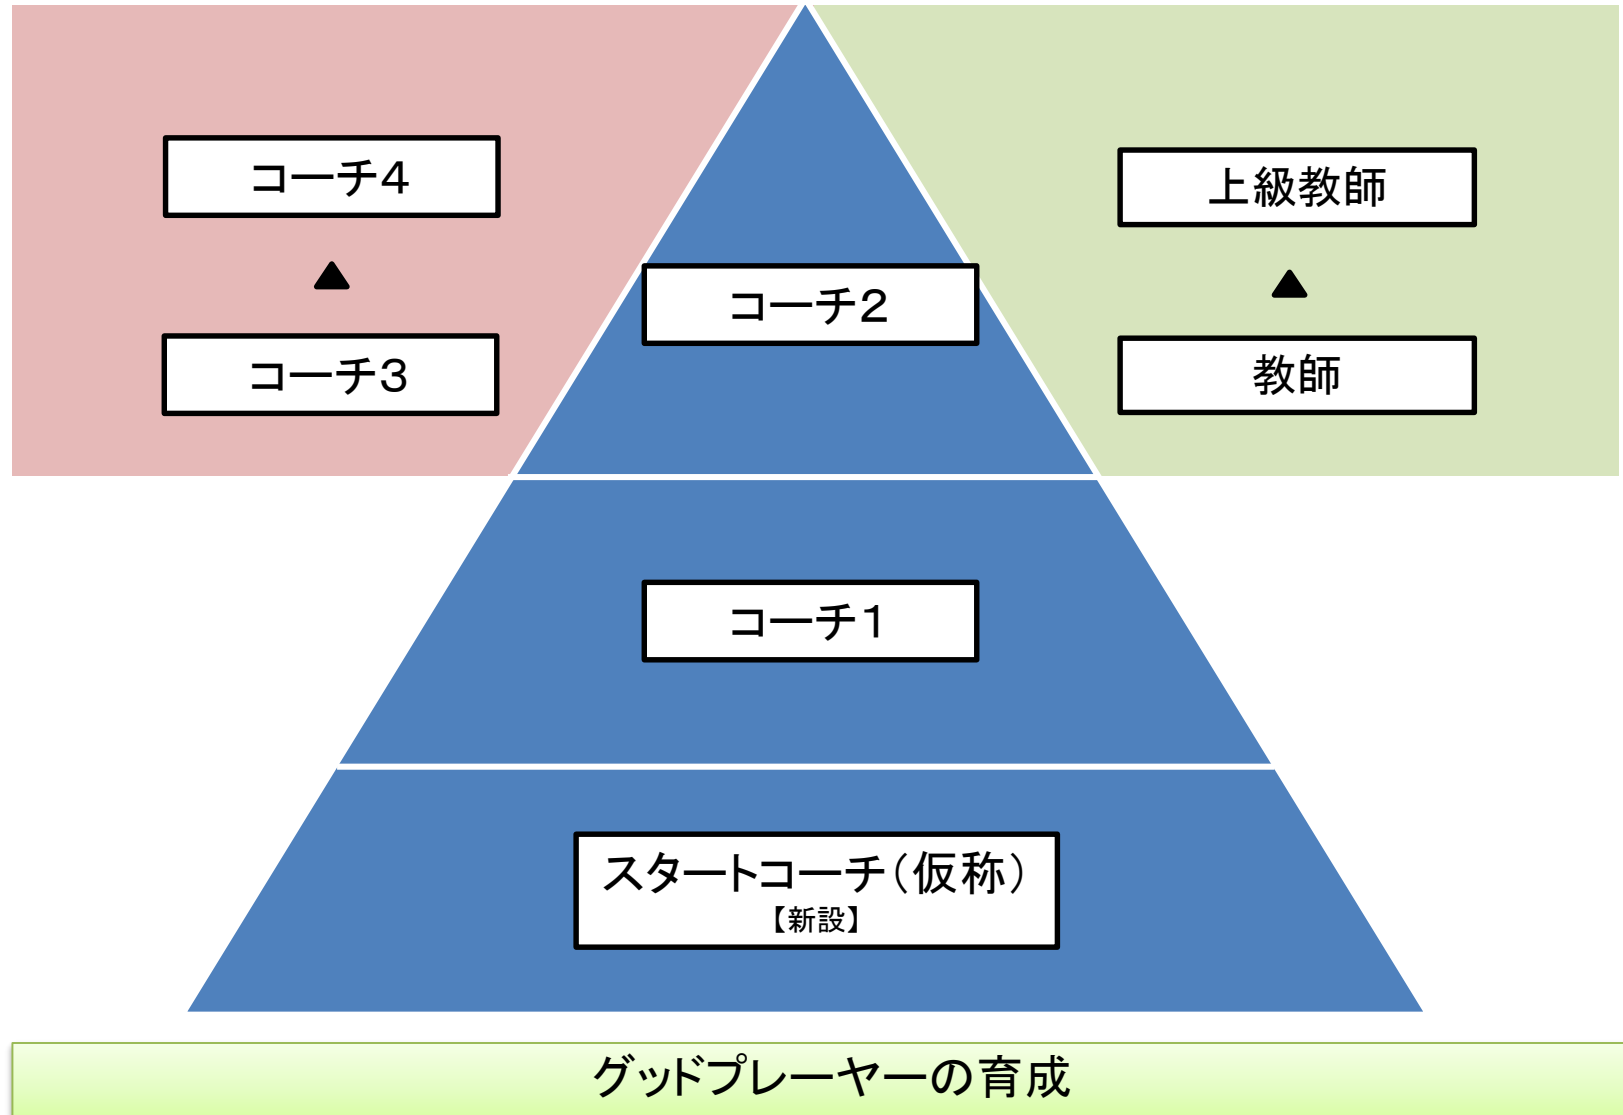 コーチ4
上級教師
コーチ2
コーチ3
教師
コーチ1
スタートコーチ(仮称)
【新設】
グッドプレーヤーの育成